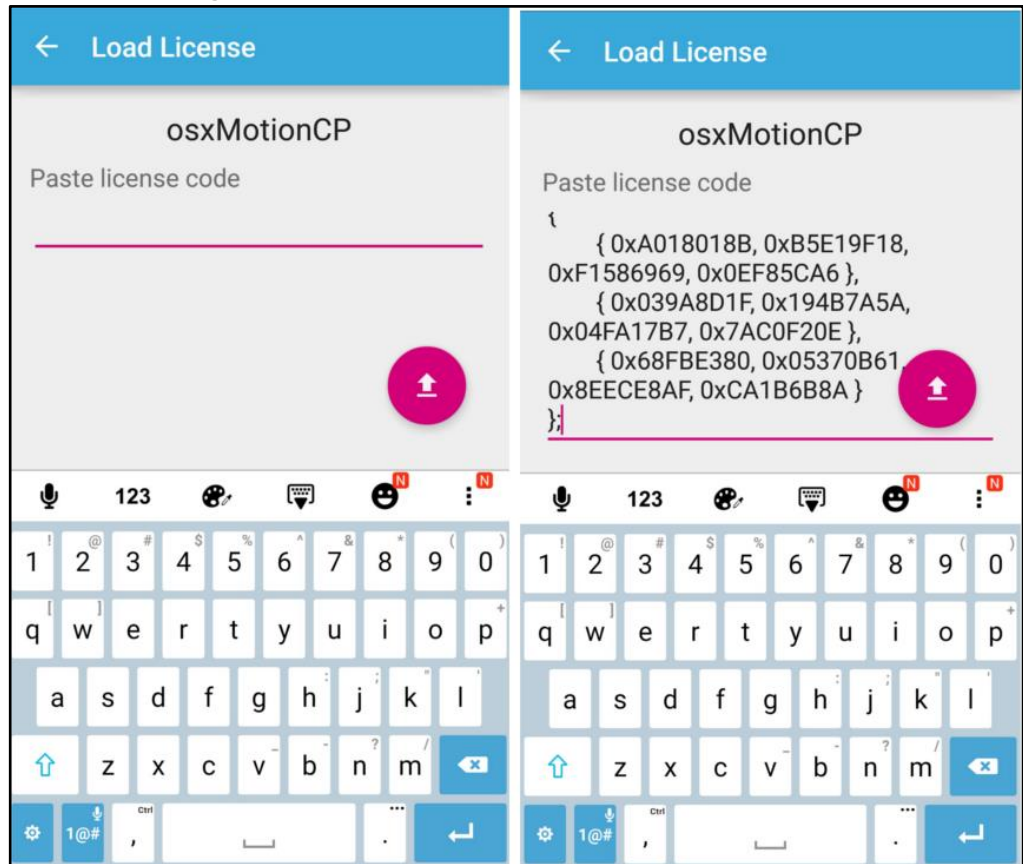 Load License
osxMotionCP
Paste license code
123
! @ # $ % ^ & * ( )
1 2 3 4 5 6 7 8 9 0
[ ] +
q w e r t y u i o p
: ; " '
a s d f g h j k l
_ - ? /
z x c v b n m
Ctrl
1@# , .
Load License
osxMotionCP
Paste license code
{
{ 0xA018018B, 0xB5E19F18,
0xF1586969, 0x0EF85CA6 },
{ 0x039A8D1F, 0x194B7A5A,
0x04FA17B7, 0x7AC0F20E },
{ 0x68FBE380, 0x05370B61,
0x8EECE8AF, 0xCA1B6B8A }
};
N N
123
! @ # $ % ^ & * ( )
1 2 3 4 5 6 7 8 9 0
[ ] +
q w e r t y u i o p
: ; " '
a s d f g h j k l
_ - ? /
z x c v b n m
Ctrl
1@# , .